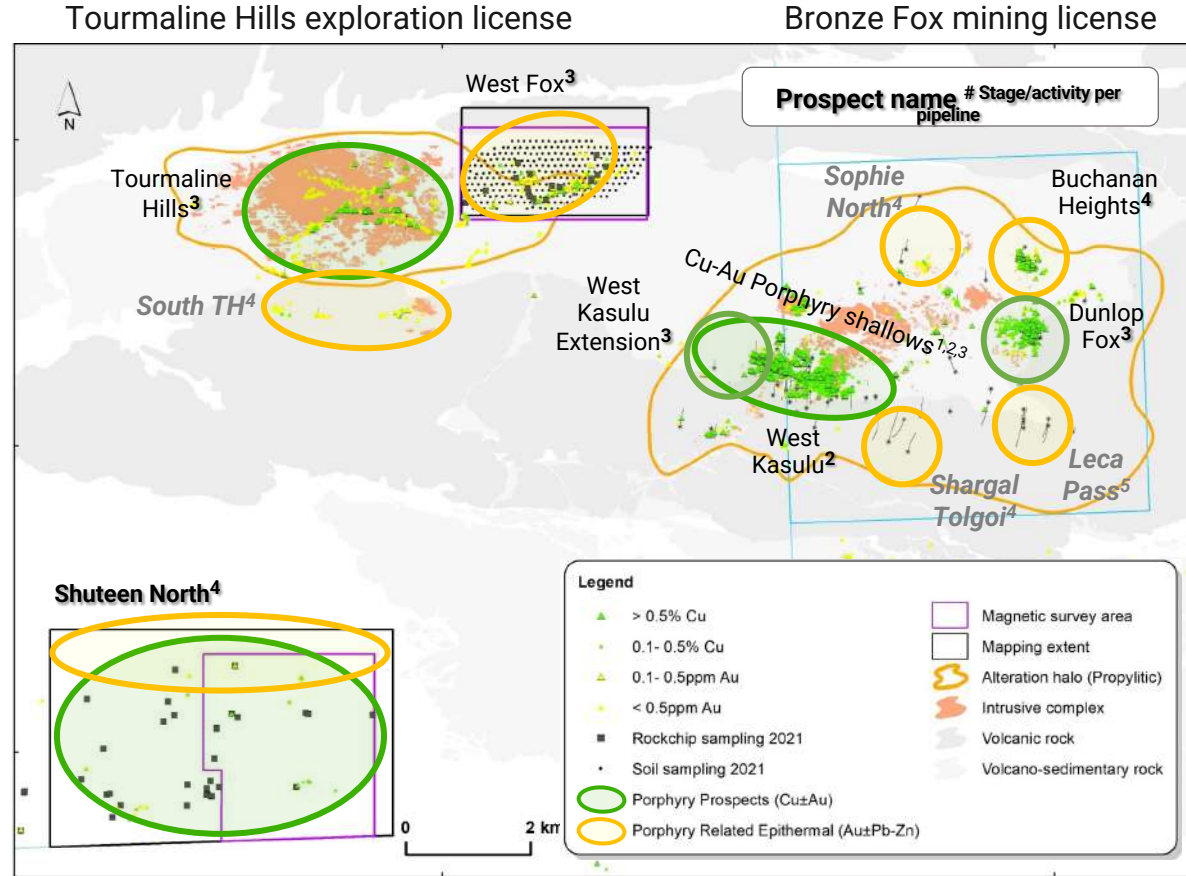 Tourmaline Hills exploration license
Bronze Fox mining license
N
West Fox³
Prospect name # Stage/activity per
pipeline
Tourmaline
Hills³
Sophie
North⁴
Buchanan
Heights⁴
South TH⁴
West
Kasulu
Extension³
Cu-Au Porphyry shallows¹,²,³
Dunlop
Fox³
West
Kasulu²
Shargal
Tolgoi⁴
Leca
Pass⁵
Shuteen North⁴
0 2 km
Legend
> 0.5% Cu
0.1- 0.5% Cu
0.1- 0.5ppm Au
< 0.5ppm Au
Rockchip sampling 2021
Soil sampling 2021
Porphyry Prospects (Cu±Au)
Porphyry Related Epithermal (Au±Pb-Zn)
Magnetic survey area
Mapping extent
Alteration halo (Propylitic)
Intrusive complex
Volcanic rock
Volcano-sedimentary rock